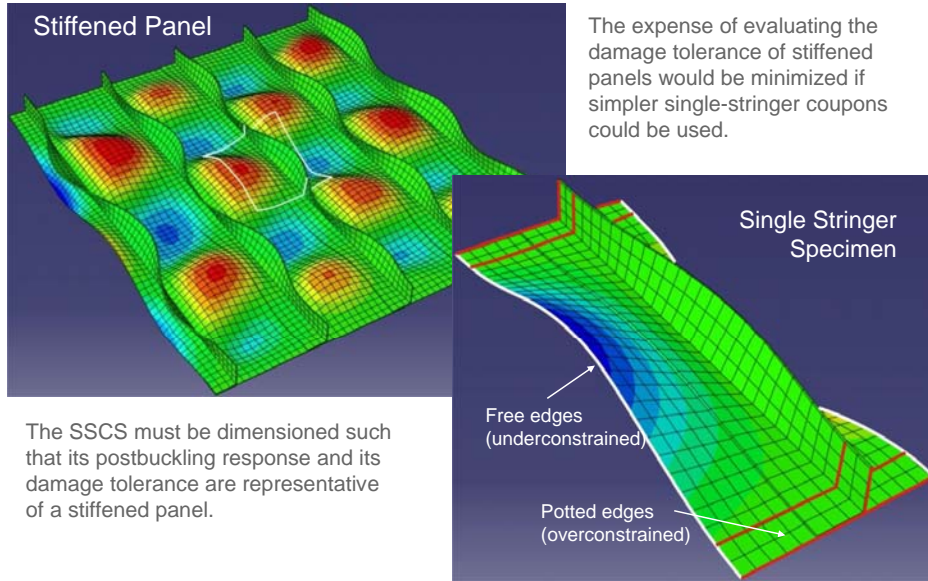 Stiffened Panel
The expense of evaluating the
damage tolerance of stiffened
panels would be minimized if
simpler single-stringer coupons
could be used.
Single Stringer
Specimen
Free edges
(underconstrained)
Potted edges
(overconstrained)
The SSCS must be dimensioned such
that its postbuckling response and its
damage tolerance are representative
of a stiffened panel.